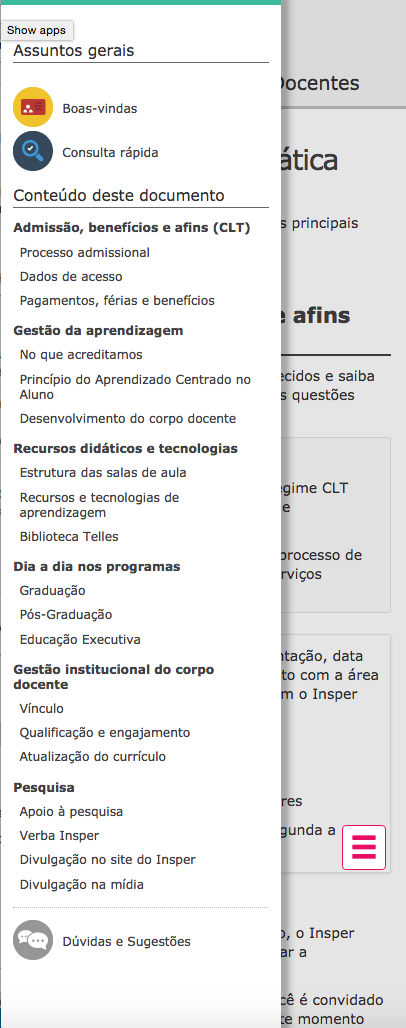 Show apps
Assuntos gerais
Boas-vindas
Consulta rápida
Conteúdo deste documento
Admissão, benefícios e afins (CLT)
Processo admissional
Dados de acesso
Pagamentos, férias e benefícios
Gestão da aprendizagem
No que acreditamos
Princípio do Aprendizado Centrado no
Aluno
Desenvolvimento do corpo docente
Recursos didáticos e tecnologias
Estrutura das salas de aula
Recursos e tecnologias de
aprendizagem
Biblioteca Telles
Dia a dia nos programas
Graduação
Pós-Graduação
Educação Executiva
Gestão institucional do corpo
docente
Vínculo
Qualificação e engajamento
Atualização do currículo
Pesquisa
Apoio à pesquisa
Verba Insper
Divulgação no site do Insper
Divulgação na mídia
Dúvidas e Sugestões
Docentes
ática
s principais
e afins
ecidos e saiba
s questões
egime CLT
e
processo de
rviços
ntação, data
to com a área
m o Insper
res
gunda a
o, o Insper
ar a
cê é convidado
te momento